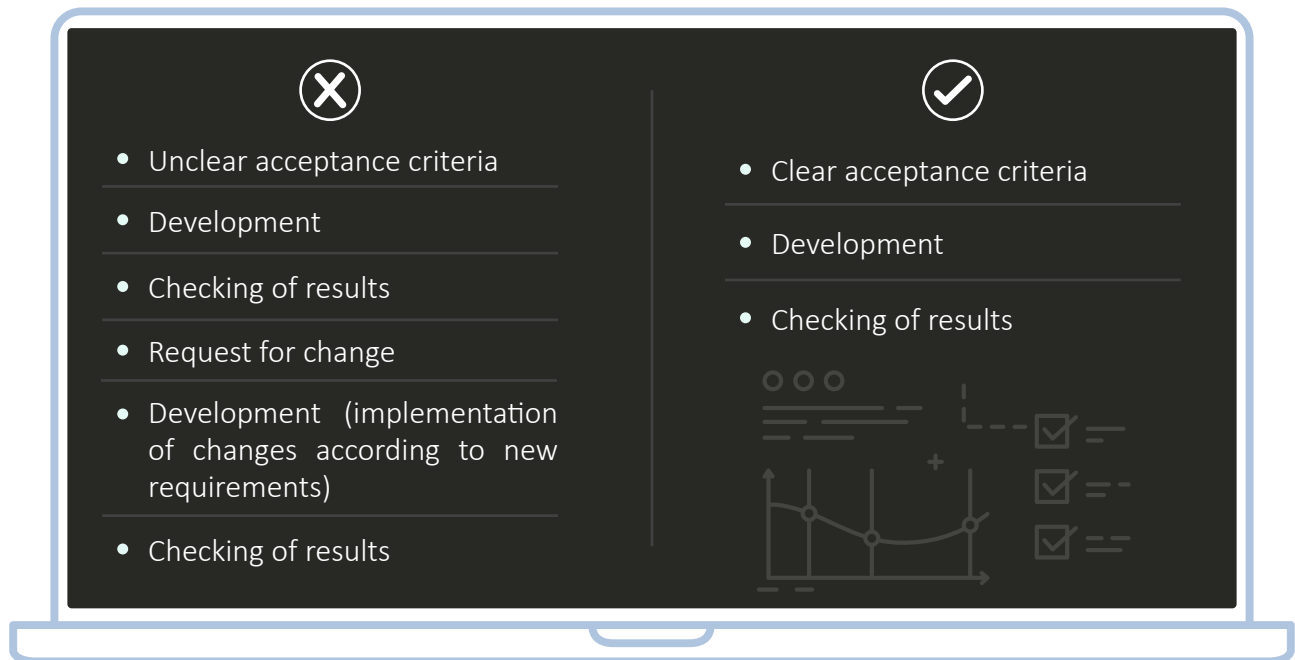 Unclear acceptance criteria
Development
Checking of results
Request for change
Development (implementation
of changes according to new
requirements)
Checking of results
Clear acceptance criteria
Development
Checking of results